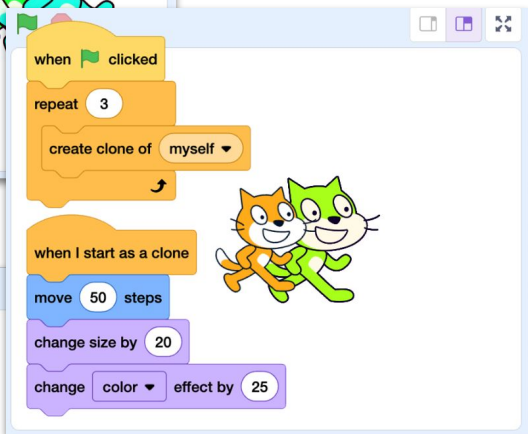 when clicked
repeat 3
create clone of myself
when I start as a clone
move 50 steps
change size by 20
change color effect by 25